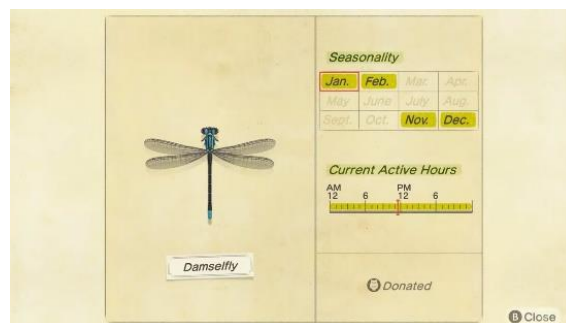 Seasonality
Jan. Feb. Mar. Apr.
May June July Aug.
Sept. Oct. Nov. Dec.
Current Active Hours
AM PM
12 6 12 6
Damselfly
Donated
B Close